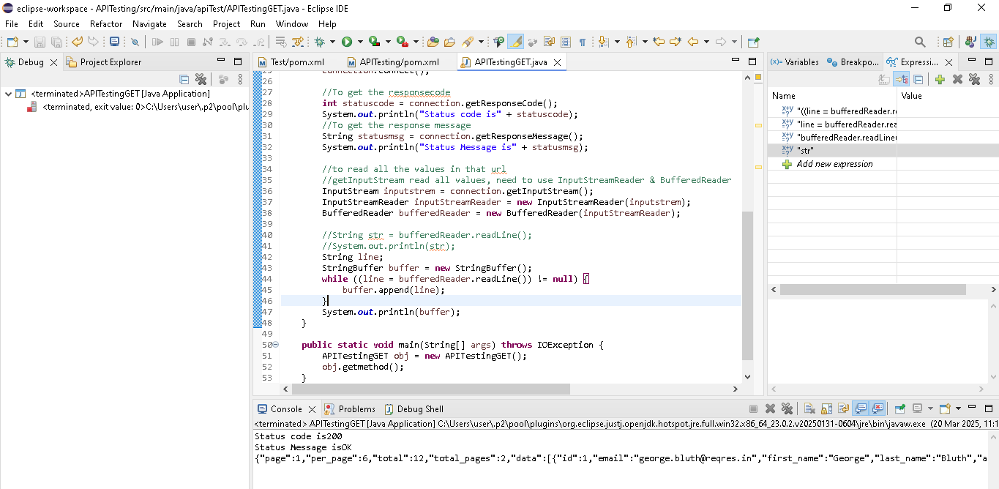 eclipse-workspace - APITesting/src/main/java/apiTest/APITestingGET.java - Eclipse IDE
File Edit Source Refactor Navigate Search Project Run Window Help
Debug
Project Explorer
<terminated>APITestingGET [Java Application]
<terminated, exit value: 0>C:\Users\user\.p2\pool\plu
Test/pom.xml
APITesting/pom.xml
APITestingGET.java
25 connection.connect();
26
27 //To get the responsecode
28 int statuscode = connection.getResponseCode();
29 System.out.println("Status code is" + statuscode);
30 //To get the response message
31 String statusmsg = connection.getResponseMessage();
32 System.out.println("Status Message is" + statusmsg);
33
34 //to read all the values in that url
35 //getInputStream read all values, need to use InputStreamReader & BufferedReader
36 InputStream inputstrem = connection.getInputStream();
37 InputStreamReader inputStreamReader = new InputStreamReader(inputstrem);
38 BufferedReader bufferedReader = new BufferedReader(inputStreamReader);
39
40 //String str = bufferedReader.readLine();
41 //System.out.println(str);
42 String line;
43 StringBuffer buffer = new StringBuffer();
44 while ((line = bufferedReader.readLine()) != null) {
45 buffer.append(line);
46 }
47 System.out.println(buffer);
48 }
49
50 public static void main(String[] args) throws IOException {
51 APITestingGET obj = new APITestingGET();
52 obj.getmethod();
53 }
(x)= Variables
Breakpo...
Expressi...
Name Value
"((line = bufferedReader.re
"line = bufferedReader.rea
"bufferedReader.readLine(
"str"
Add new expression
Console
Problems
Debug Shell
<terminated> APITestingGET [Java Application] C:\Users\user\.p2\pool\plugins\org.eclipse.justj.openjdk.hotspot.jre.full.win32.x86_64_23.0.2.v20250131-0604\jre\bin\javaw.exe (20 Mar 2025, 11:1
Status code is200
Status Message isOK
{"page":1,"per_page":6,"total":12,"total_pages":2,"data":[{"id":1,"email":"george.bluth@reqres.in","first_name":"George","last_name":"Bluth","a